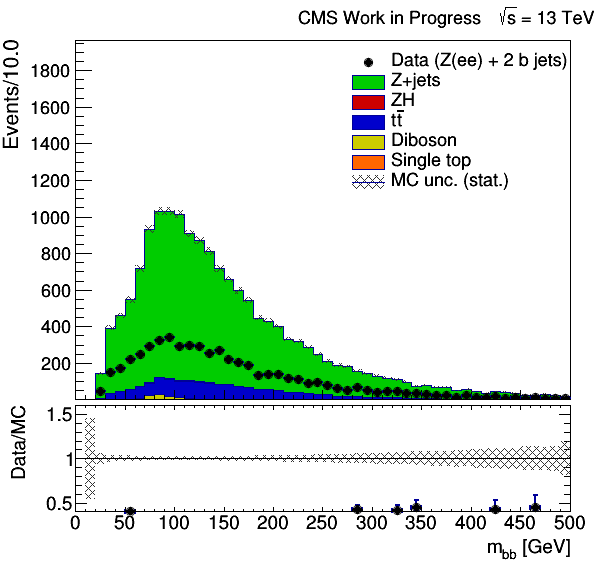 CMS Work in Progress √s = 13 TeV
Events/10.0
1800
1600
1400
1200
1000
800
600
400
200
Data (Z(ee) + 2 b jets)
Z+jets
ZH
tt̅
Diboson
Single top
MC unc. (stat.)
Data/MC
1.5
1
0.5
0 50 100 150 200 250 300 350 400 450 500
m_bb [GeV]